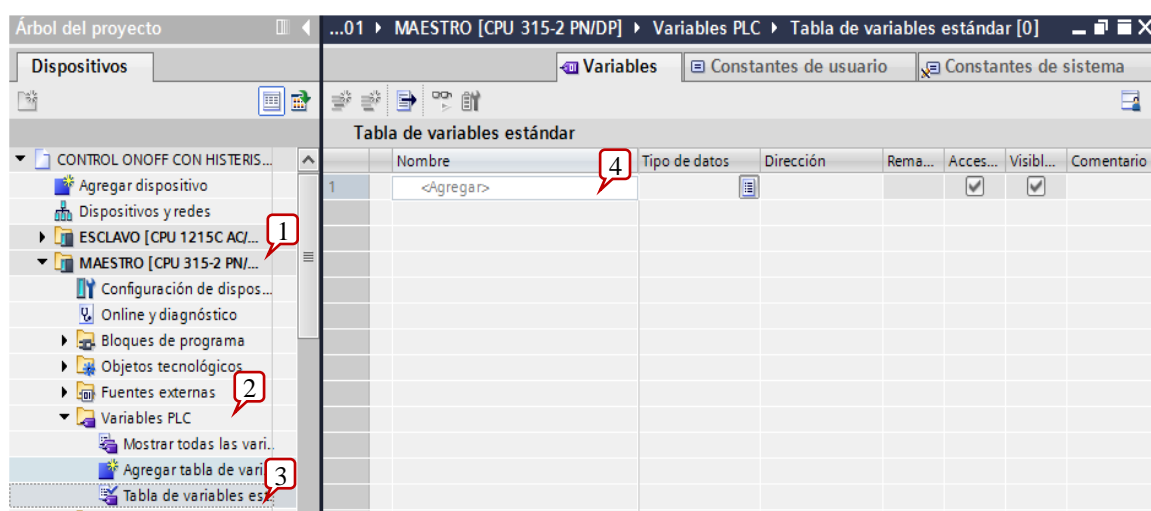 Árbol del proyecto
...01 MAESTRO [CPU 315-2 PN/DP] Variables PLC Tabla de variables estándar [0]
Dispositivos
Variables Constantes de usuario Constantes de sistema
Tabla de variables estándar
Nombre Tipo de datos Dirección Rema... Acces... Visibl... Comentario
4
1 <Agregar>
CONTROL ONOFF CON HISTERIS...
Agregar dispositivo
Dispositivos y redes
ESCLAVO [CPU 1215C AC/...
1
MAESTRO [CPU 315-2 PN/...
Configuración de dispos...
Online y diagnóstico
Bloques de programa
Objetos tecnológicos
Fuentes externas
2
Variables PLC
Mostrar todas las vari..
Agregar tabla de vari
3
Tabla de variables est.